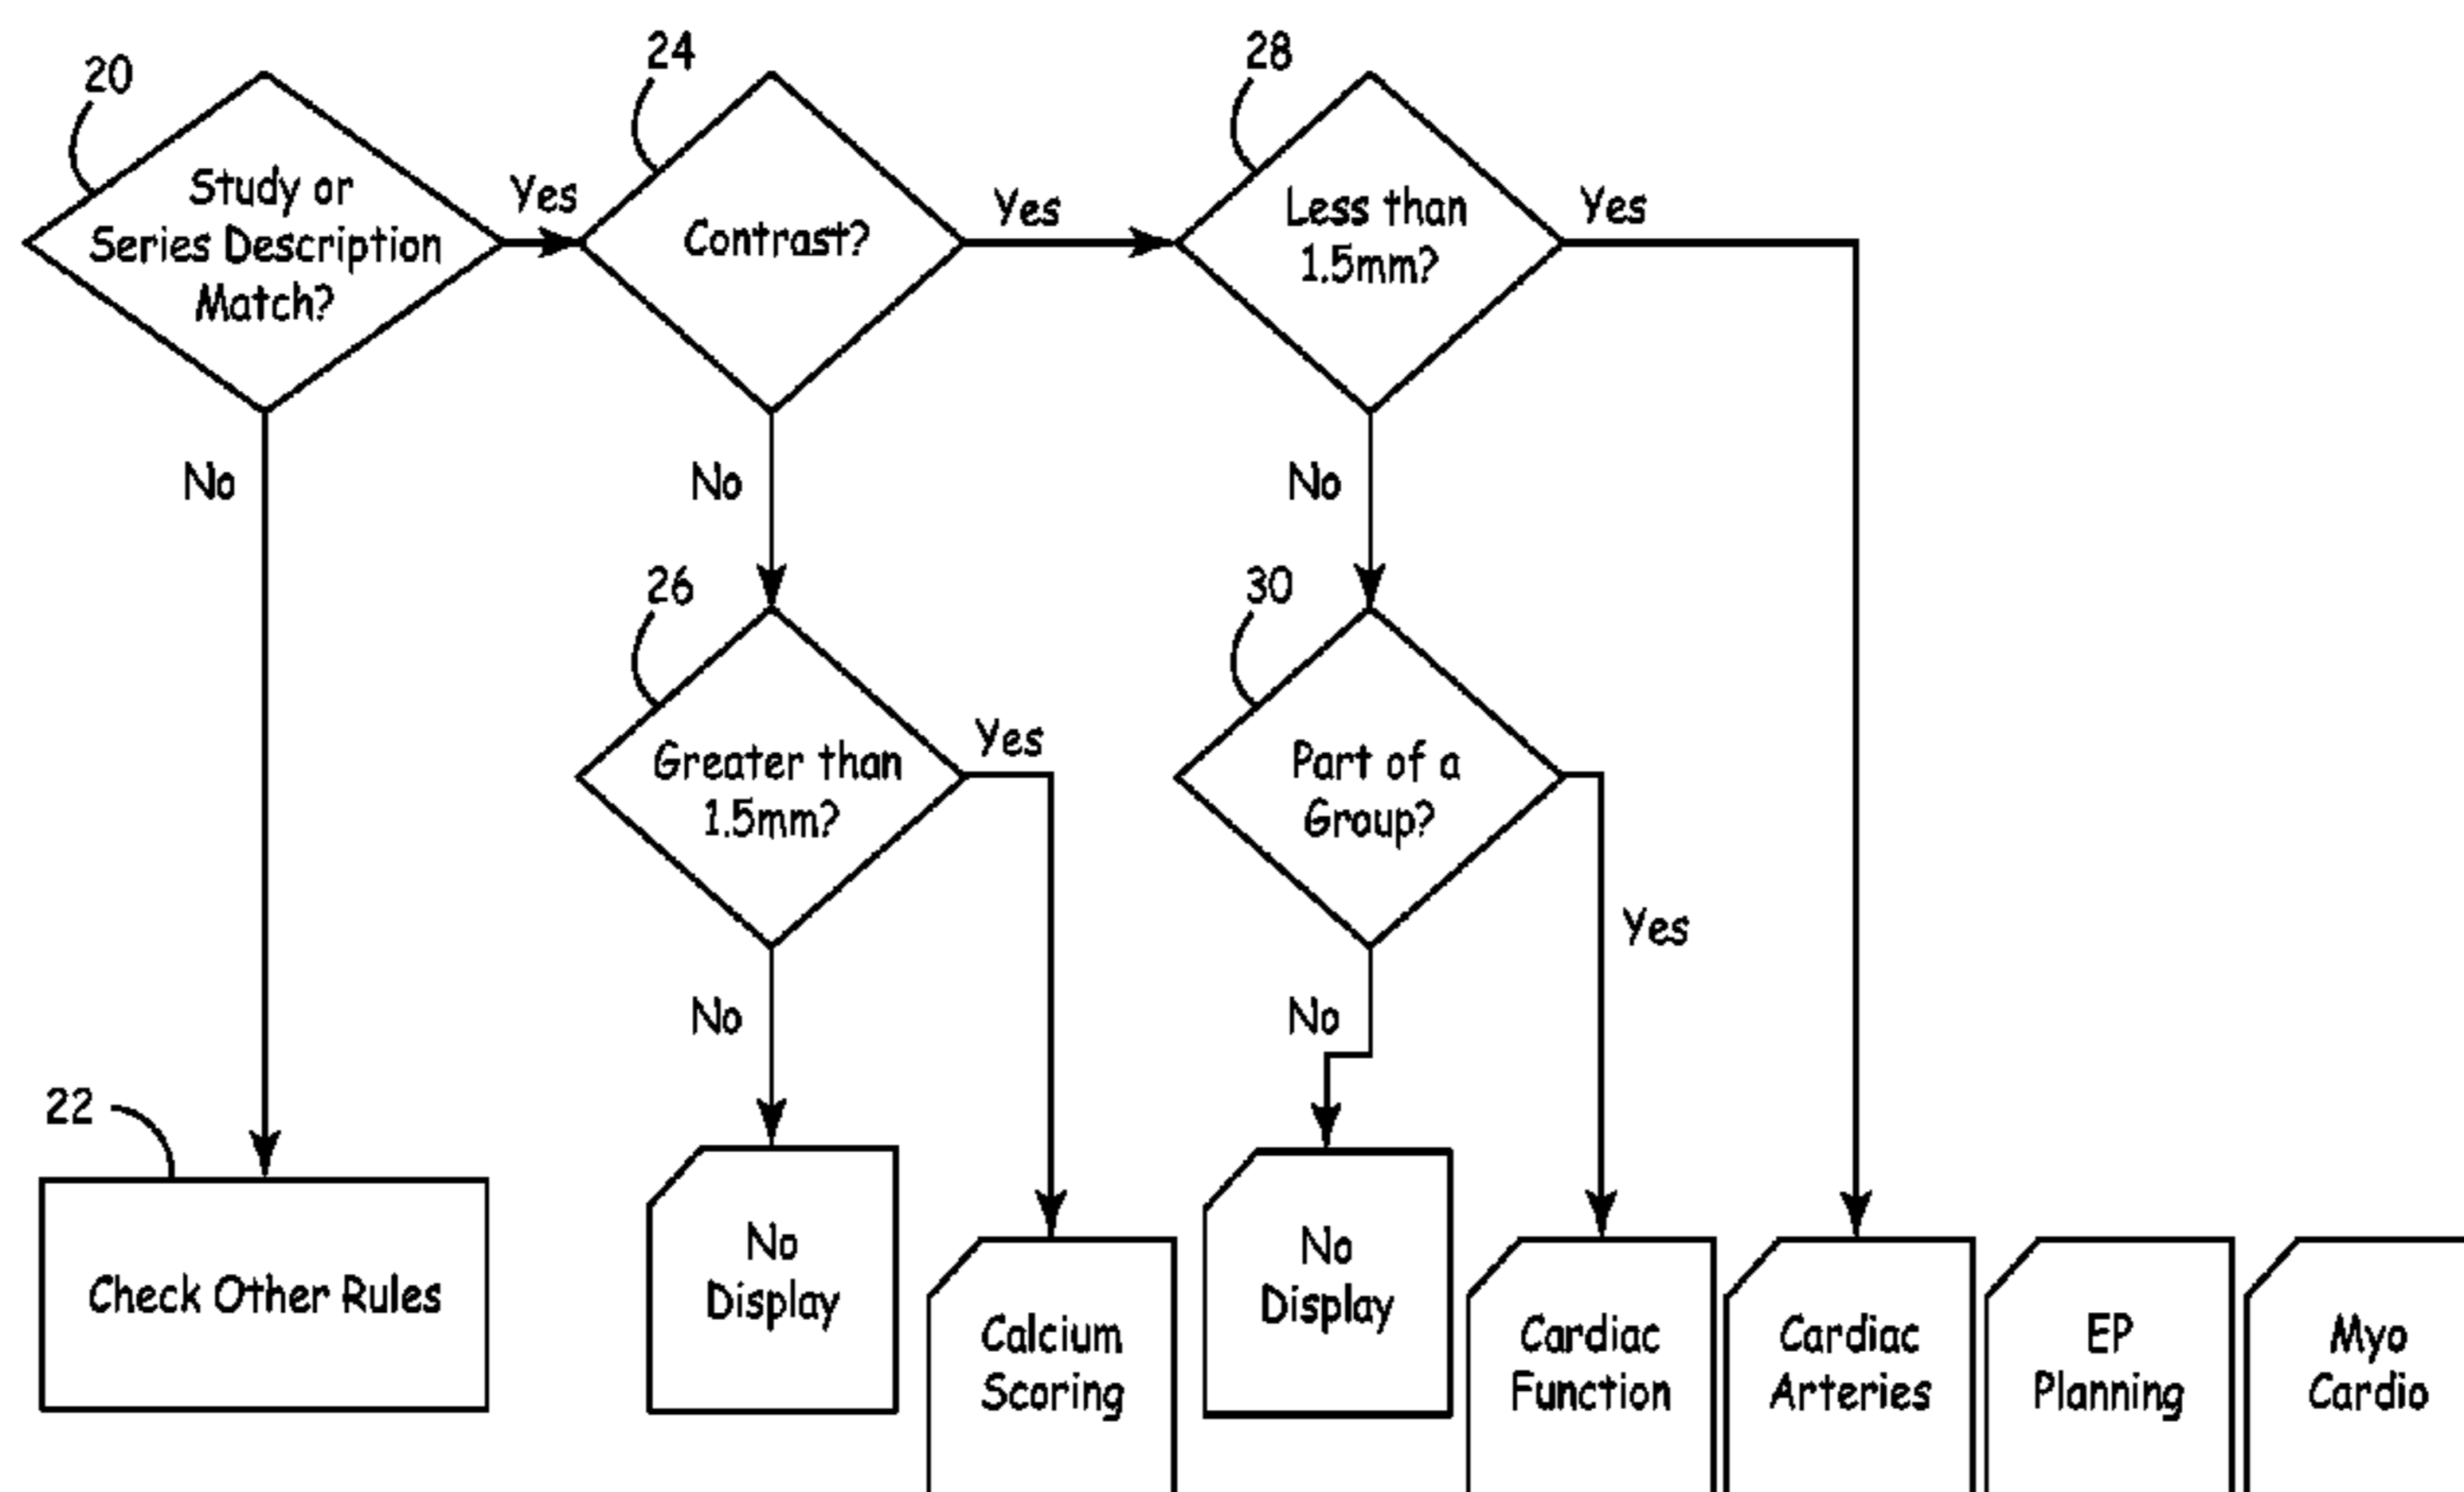 20
24
28
Study or
Series Description
Match?
Yes
Contrast?
Yes
Less than
1.5mm?
Yes
No
No
No
26
30
Greater than
1.5mm?
Yes
Part of a
Group?
Yes
No
No
22
Check Other Rules
No
Display
Calcium
Scoring
No
Display
Cardiac
Function
Cardiac
Arteries
EP
Planning
Myo
Cardio